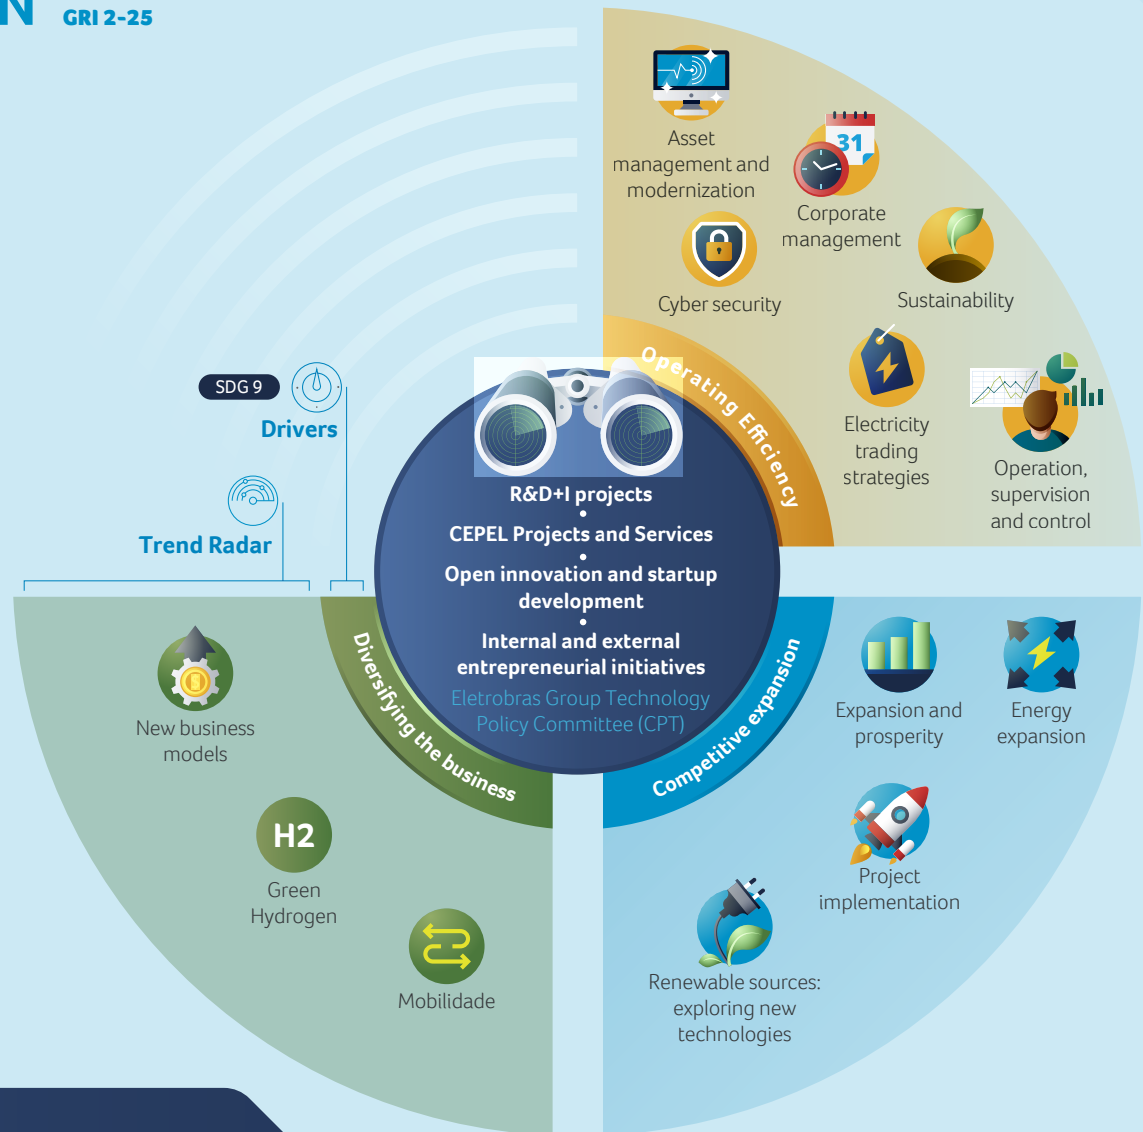 N GRI 2-25
Asset
management and
modernization
31
Corporate
management
Cyber security
Sustainability
Electricity
trading
strategies
Operation,
supervision
and control
Operating Efficiency
SDG 9
Drivers
Trend Radar
R&D+I projects
•
CEPEL Projects and Services
•
Open innovation and startup
development
•
Internal and external
entrepreneurial initiatives
Eletrobras Group Technology
Policy Committee (CPT)
Diversifying the business
New business
models
H2
Green
Hydrogen
Mobilidade
Competitive expansion
Expansion and
prosperity
Energy
expansion
Project
implementation
Renewable sources:
exploring new
technologies